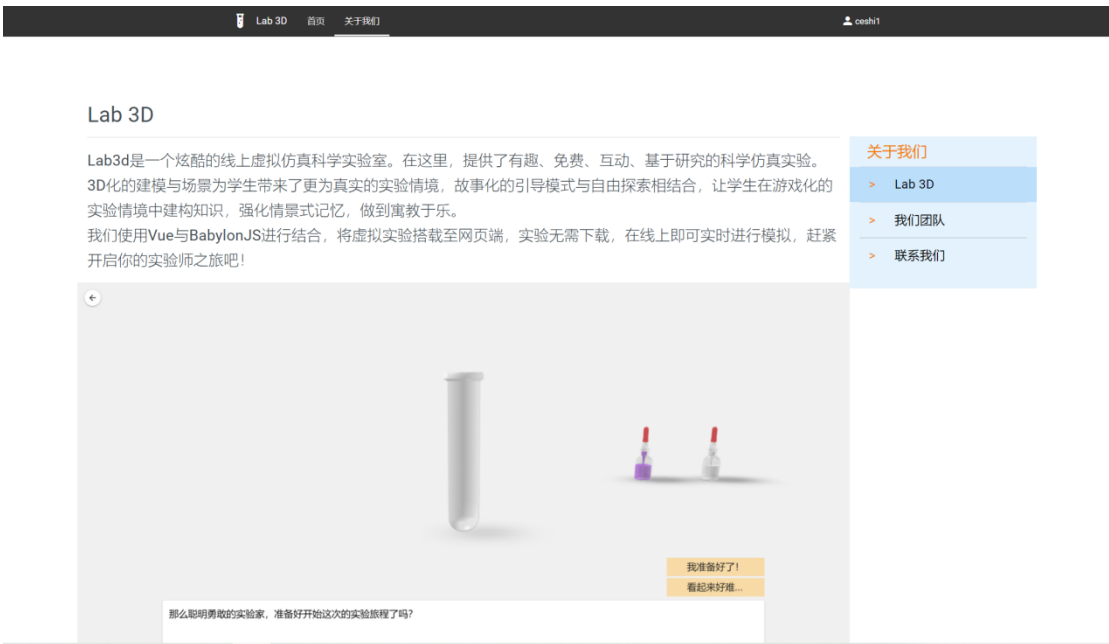 Lab 3D 首页 关于我们 ceshi1
Lab 3D
Lab3d是一个炫酷的线上虚拟仿真科学实验室。在这里，提供了有趣、免费、互动、基于研究的科学仿真实验。
3D化的建模与场景为学生带来了更为真实的实验情境，故事化的引导模式与自由探索相结合，让学生在游戏化的
实验情境中建构知识，强化情景式记忆，做到寓教于乐。
我们使用Vue与BabylonJS进行结合，将虚拟实验搭载至网页端，实验无需下载，在线上即可实时进行模拟，赶紧
开启你的实验师之旅吧！
关于我们
> Lab 3D
> 我们团队
> 联系我们
我准备好了！
看起来好难...
那么聪明勇敢的实验家，准备好开始这次的实验旅程了吗？